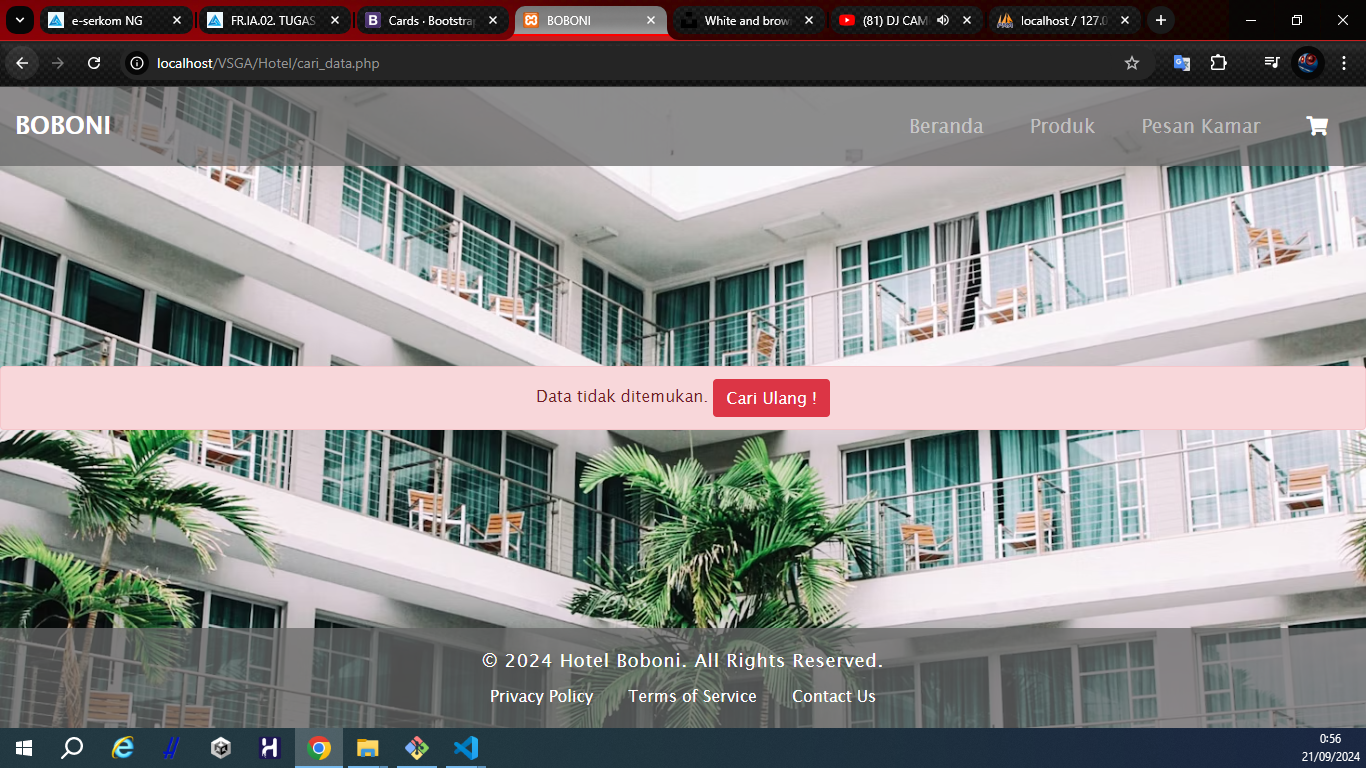 e-serkom NG
FR.IA.02. TUGAS
Cards · Bootstrap
BOBONI
White and brow
(81) DJ CAM
localhost / 127.0
localhost/VSGA/Hotel/cari_data.php
BOBONI
Beranda
Produk
Pesan Kamar
Data tidak ditemukan. Cari Ulang !
© 2024 Hotel Boboni. All Rights Reserved.
Privacy Policy Terms of Service Contact Us
0:56
21/09/2024